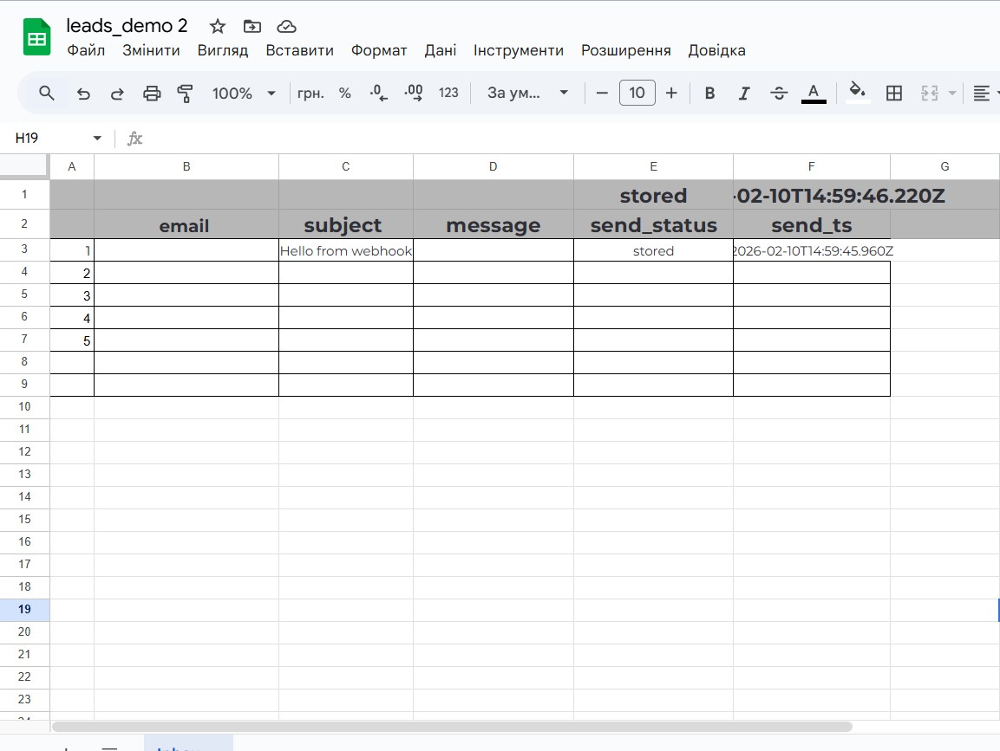 leads_demo 2
Файл Змінити Вигляд Вставити Формат Дані Інструменти Розширення Довідка
100% грн. % .0 .00 123 За ум... 10 B I A
H19 fx
A B C D E F G
1 stored -02-10T14:59:46.220Z
2 email subject message send_status send_ts
3 1 Hello from webhook stored 2026-02-10T14:59:45.960Z
4 2
5 3
6 4
7 5
8
9
10
11
12
13
14
15
16
17
18
19
20
21
22
23